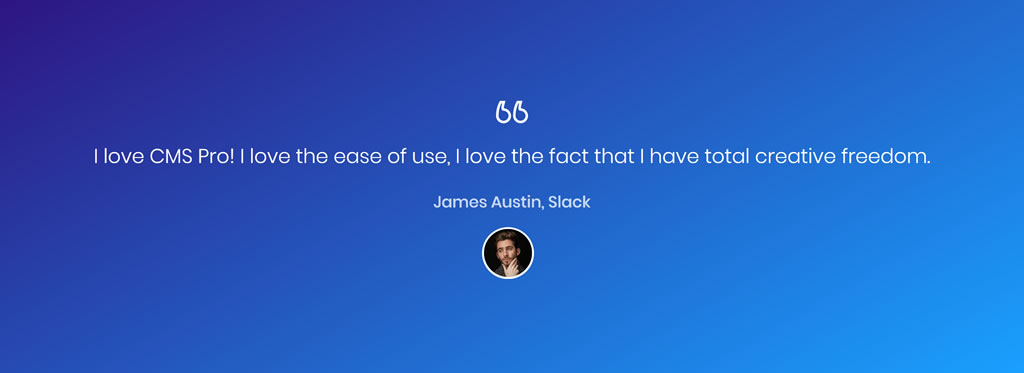 I love CMS Pro! I love the ease of use, I love the fact that I have total creative freedom.
James Austin, Slack